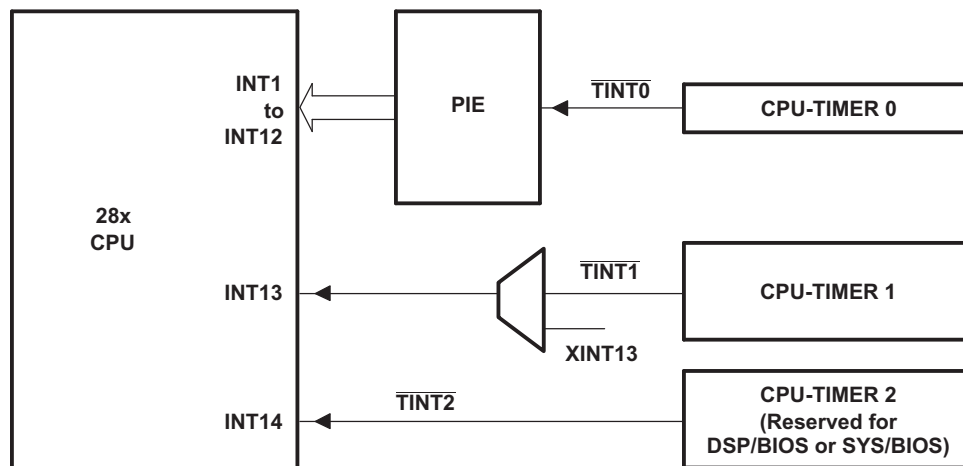 INT1
to
INT12
PIE
TINT0
CPU-TIMER 0
28x
CPU
INT13
TINT1
CPU-TIMER 1
XINT13
INT14
TINT2
CPU-TIMER 2
(Reserved for
DSP/BIOS or SYS/BIOS)